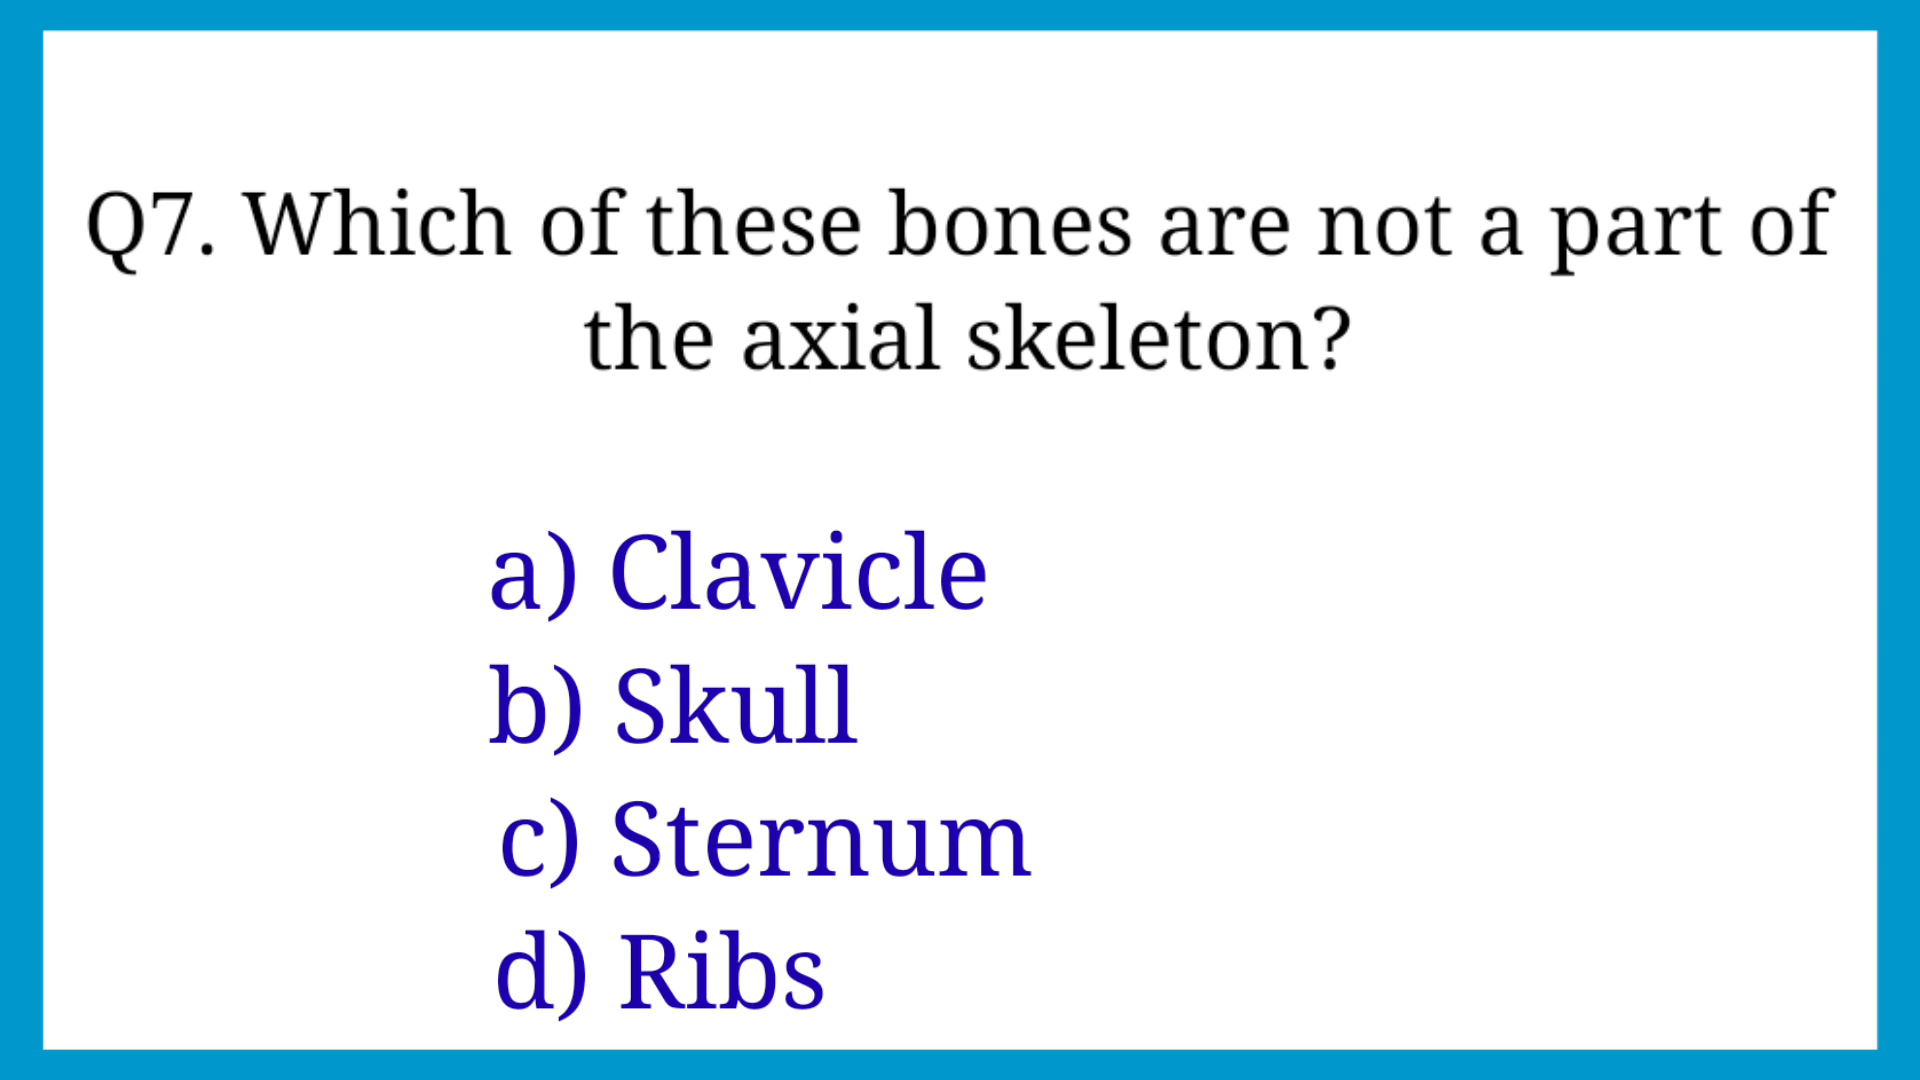 Q7. Which of these bones are not a part of
the axial skeleton?
a) Clavicle
b) Skull
c) Sternum
d) Ribs